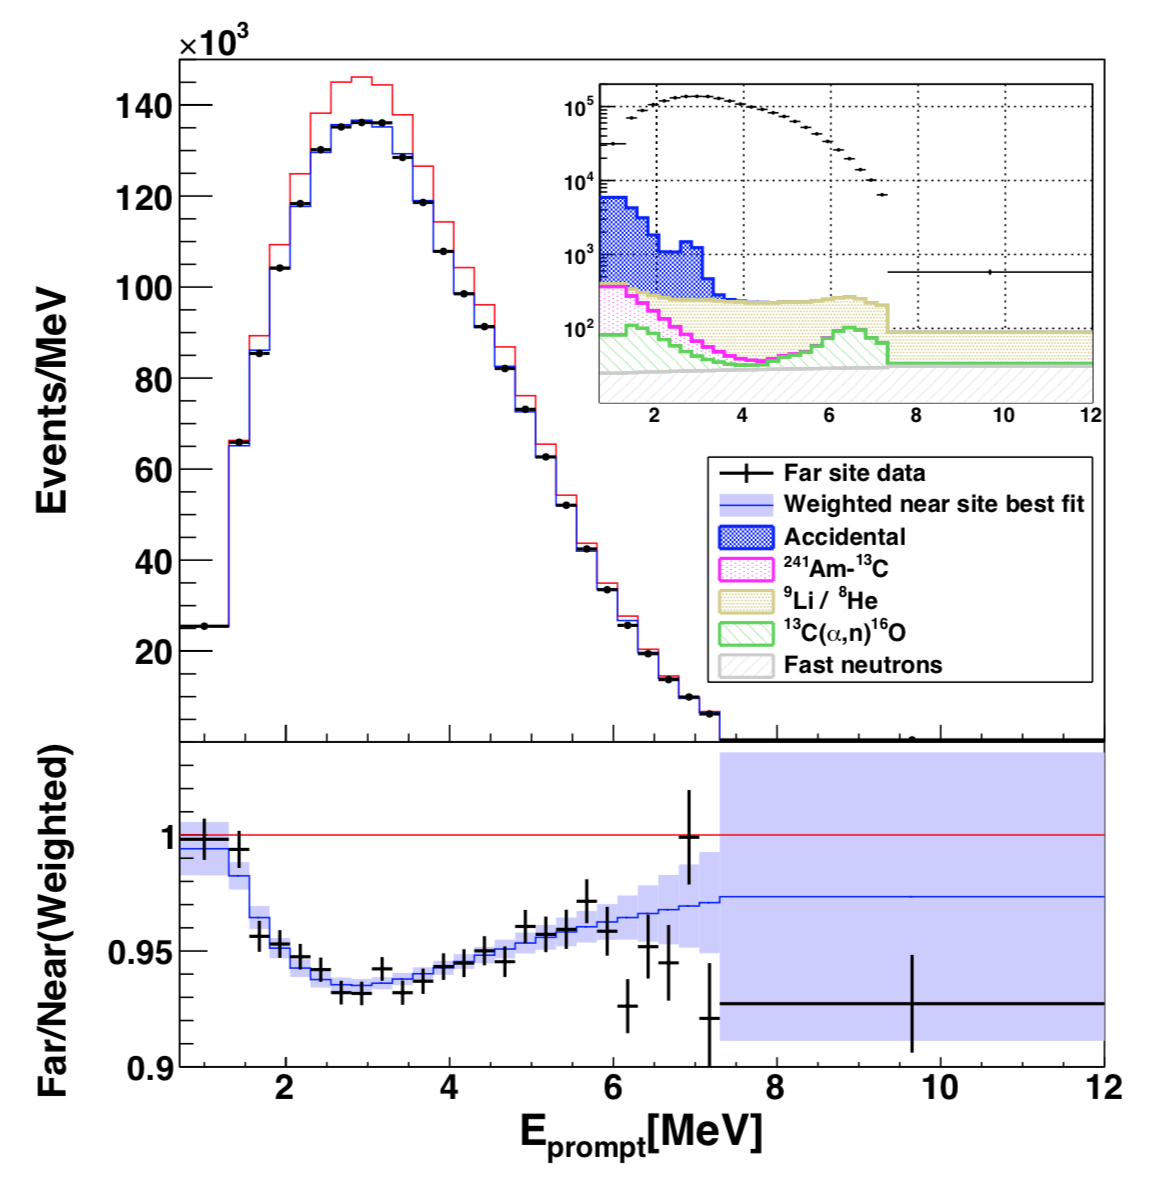 ×10³
140
120
100
80
60
40
20
Events/MeV
10⁵
10⁴
10³
10²
2 4 6 8 10 12
Far site data
Weighted near site best fit
Accidental
²⁴¹Am-¹³C
⁹Li / ⁸He
¹³C(α,n)¹⁶O
Fast neutrons
Far/Near(Weighted)
1
0.95
0.9
2 4 6 8 10 12
E_prompt[MeV]